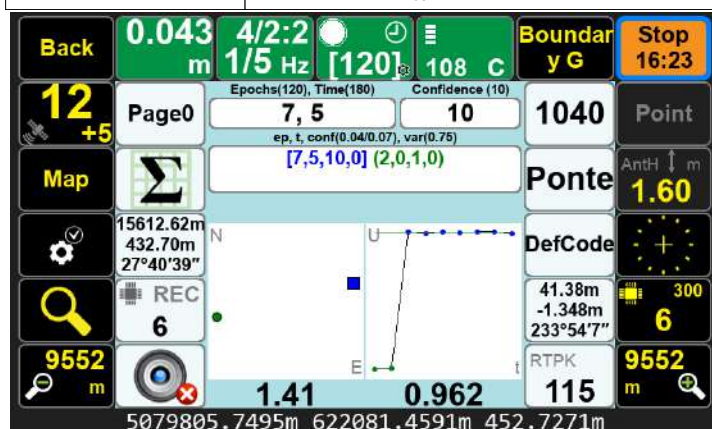 Back
0.043
m
4/2:2
1/5 Hz
[120]
108 C
Boundar
y G
Stop
16:23
12
+5
Page0
Epochs(120), Time(180)
Confidence (10)
7, 5
10
ep, t, conf(0.04/0.07), var(0.75)
1040
Point
Map
Σ
[7,5,10,0] (2,0,1,0)
Ponte
AntH m
1.60
15612.62m
432.70m
27°40'39"
N
U
DefCode
REC
6
41.38m
-1.348m
233°54'7"
300
6
9552
m
E
t
1.41
0.962
RTPK
115
9552
m
5079805.7495m 622081.4591m 452.7271m